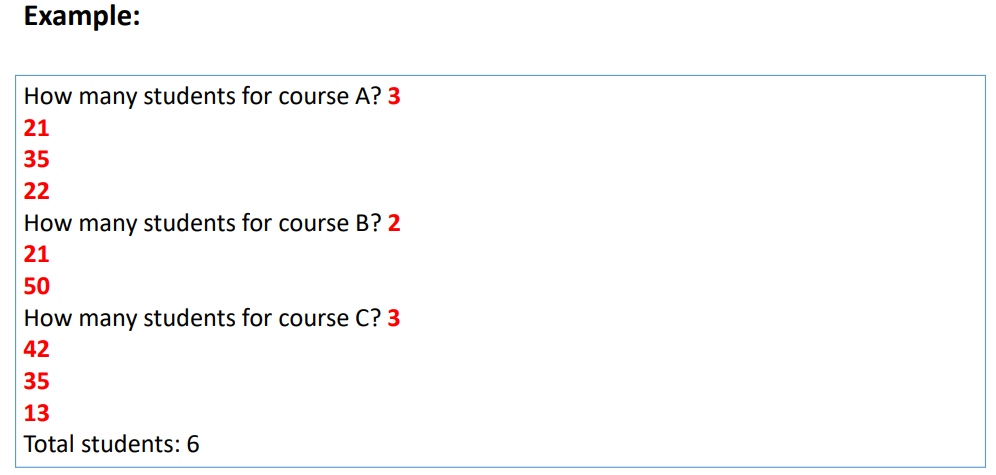 Example:
How many students for course A? 3
21
35
22
How many students for course B? 2
21
50
How many students for course C? 3
42
35
13
Total students: 6